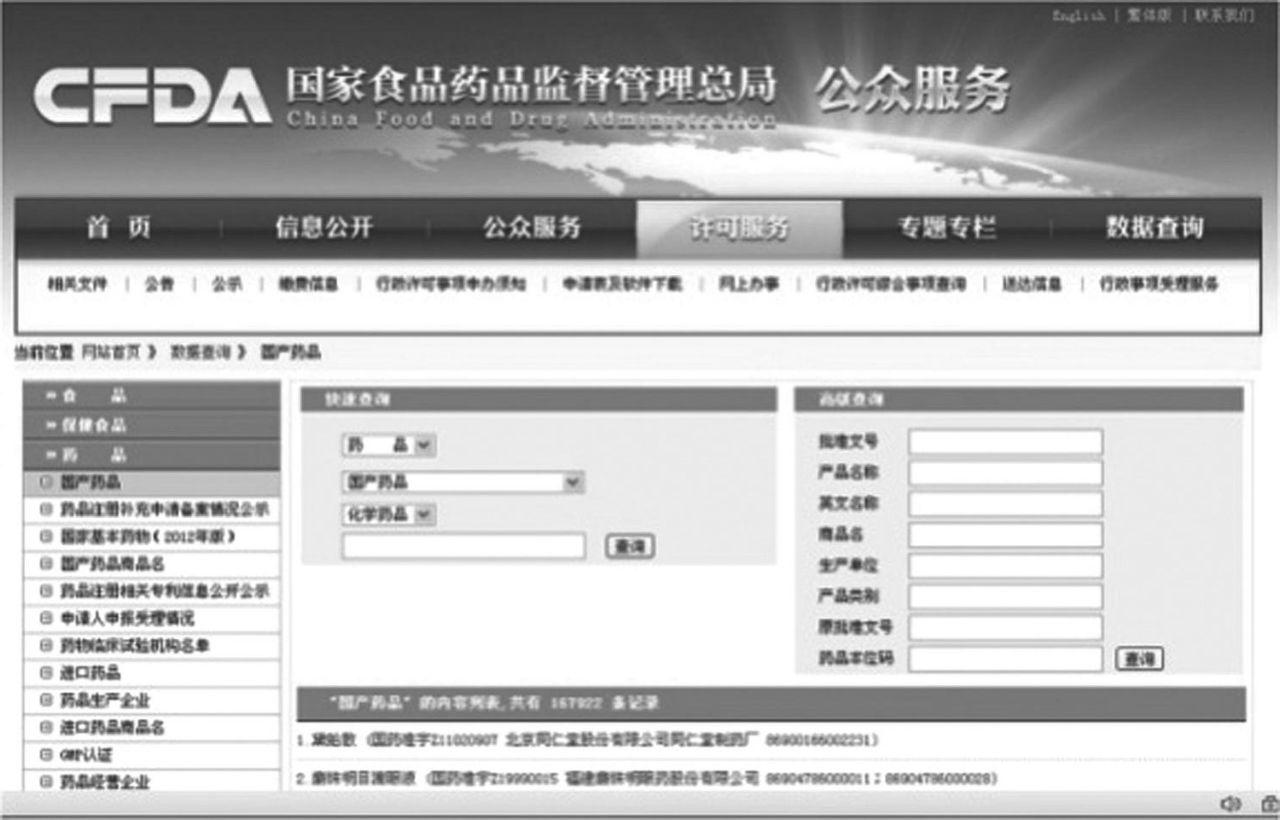 English | 繁体版 | 联系我们
CFDA 国家食品药品监督管理总局 公众服务
China Food and Drug Administration
首 页 信息公开 公众服务 许可服务 专题专栏 数据查询
相关文件 | 公告 | 公示 | 缴费信息 | 行政许可事项申办须知 | 申请表及软件下载 | 网上办事 | 行政许可综合事项查询 | 送达信息 | 行政事项受理服务
当前位置 网站首页 》 数据查询 》 国产药品
食 品
保健食品
药 品
国产药品
药品注册补充申请备案情况公示
国家基本药物(2012年版)
国产药品商品名
药品注册相关专利信息公开公示
申请人申报受理情况
药物临床试验机构名单
进口药品
药品生产企业
进口药品商品名
GMP认证
药品经营企业
快速查询
药 品
国产药品
化学药品
查询
高级查询
批准文号
产品名称
英文名称
商品名
生产单位
产品类别
原批准文号
药品本位码 查询
"国产药品"的内容列表,共有 167922 条记录
1.黛蛤散 (国药准字Z11020907 北京同仁堂股份有限公司同仁堂制药厂 86900166002231)
2.麝珠明目滴眼液 (国药准字Z19990015 福建麝珠明眼药股份有限公司 86904786000011;86904786000028)